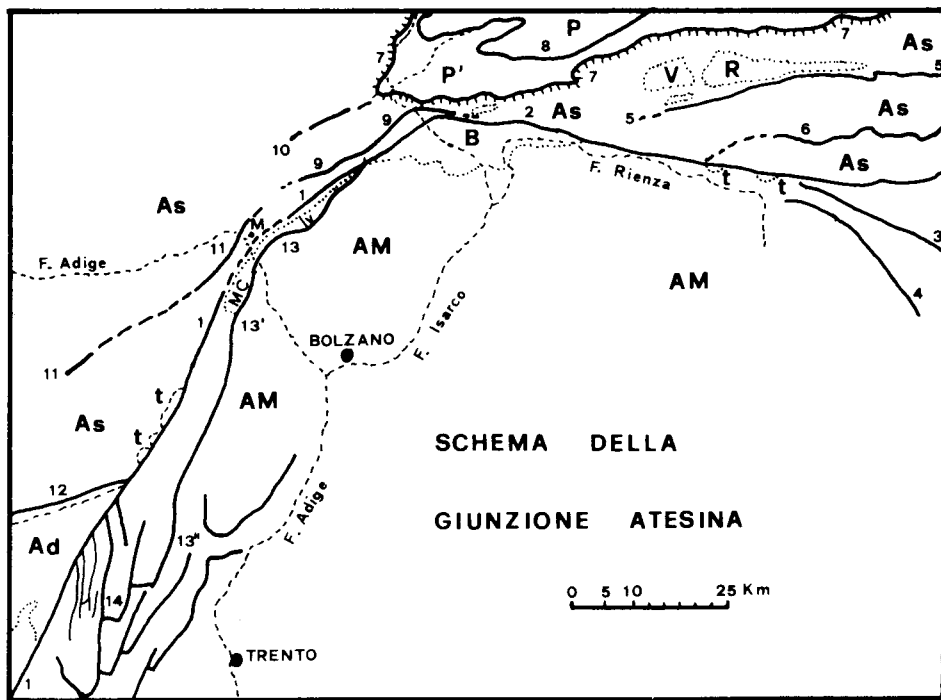 P
8
7
7
7
7
As
P'
V
R
5
As
2
5
As
9
B
6
10
9
As
F. Rienza
t
t
As
1
M
IV
11
13
AM
3
F. Adige
AM
4
MC
1
13'
F. Isarco
BOLZANO
11
t
AM
As
t
SCHEMA DELLA
12
F. Adige
GIUNZIONE ATESINA
Ad
13"
14
0 5 10 25 Km
TRENTO
1